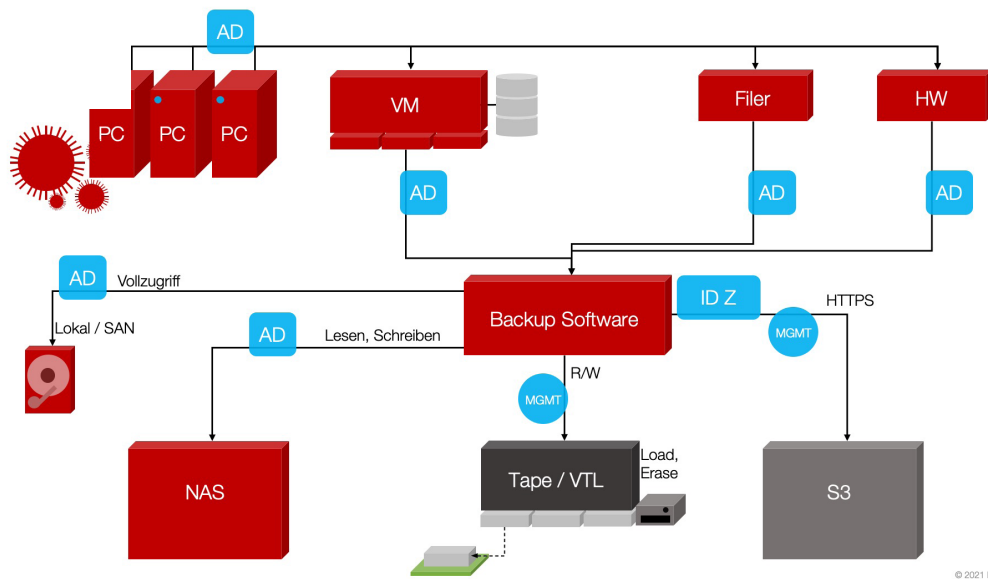 AD
PC
PC
PC
VM
Filer
HW
AD
AD
AD
AD
Vollzugriff
Lokal / SAN
AD
Lesen, Schreiben
Backup Software
ID Z
HTTPS
MGMT
R/W
MGMT
NAS
Tape / VTL
Load,
Erase
S3
© 2021